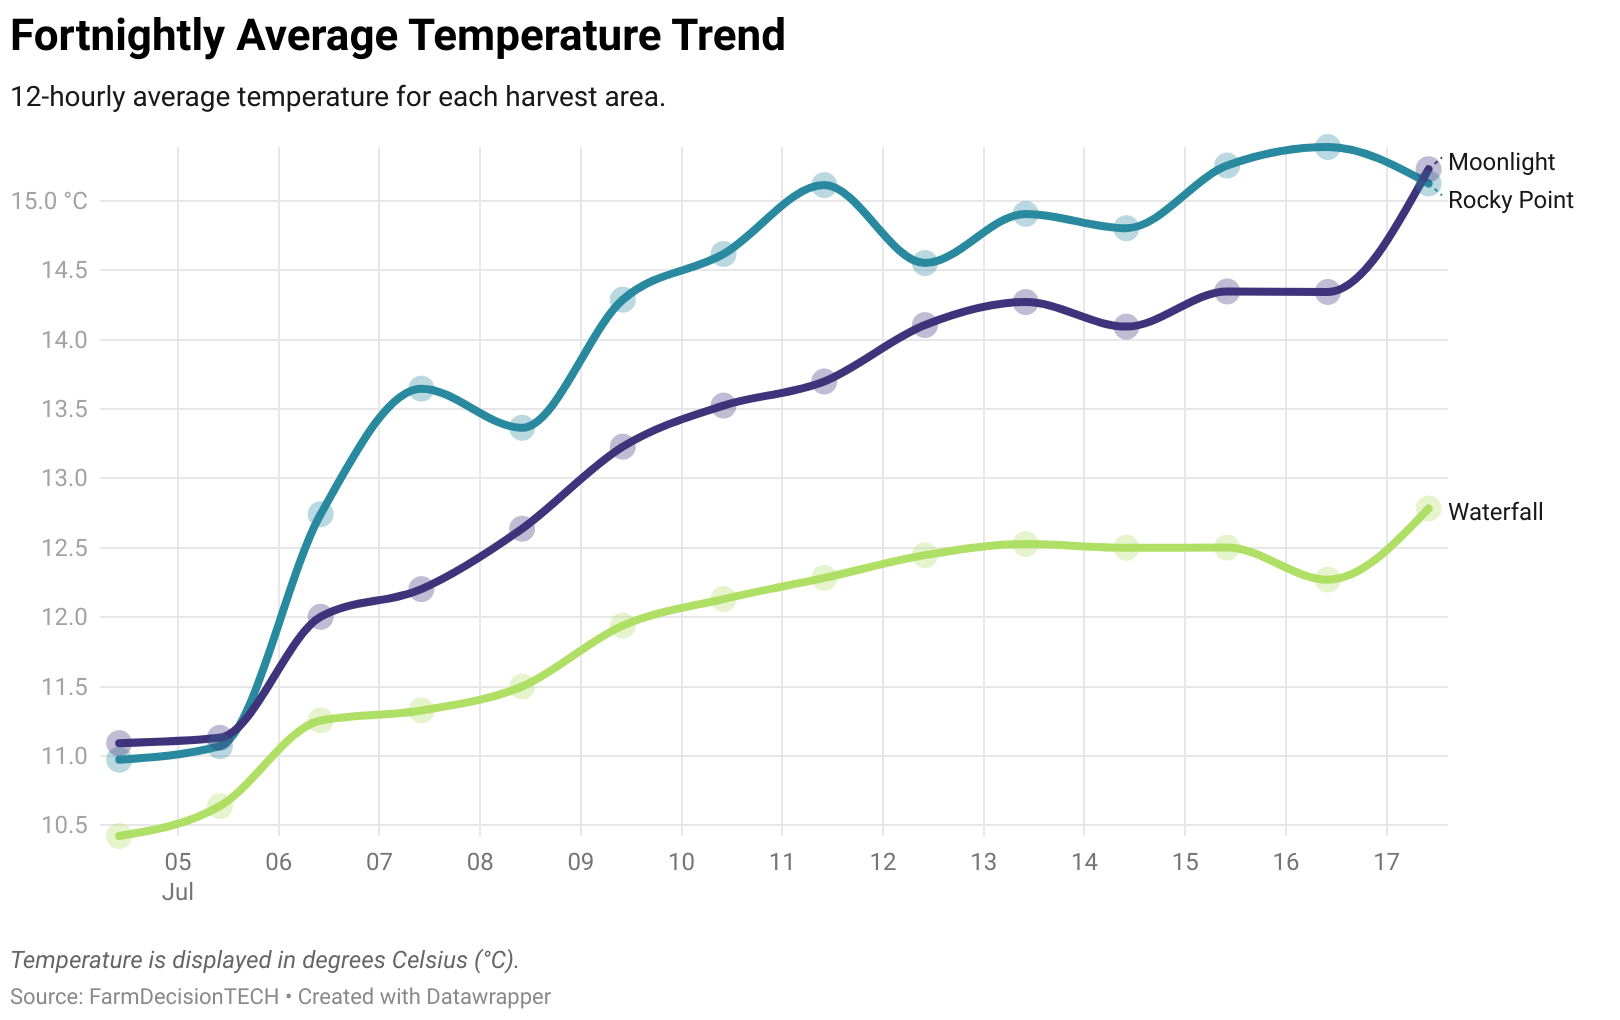 Fortnightly Average Temperature Trend
12-hourly average temperature for each harvest area.
Moonlight
Rocky Point
Waterfall
15.0 °C
14.5
14.0
13.5
13.0
12.5
12.0
11.5
11.0
10.5
05 06 07 08 09 10 11 12 13 14 15 16 17
Jul
Temperature is displayed in degrees Celsius (°C).
Source: FarmDecisionTECH • Created with Datawrapper